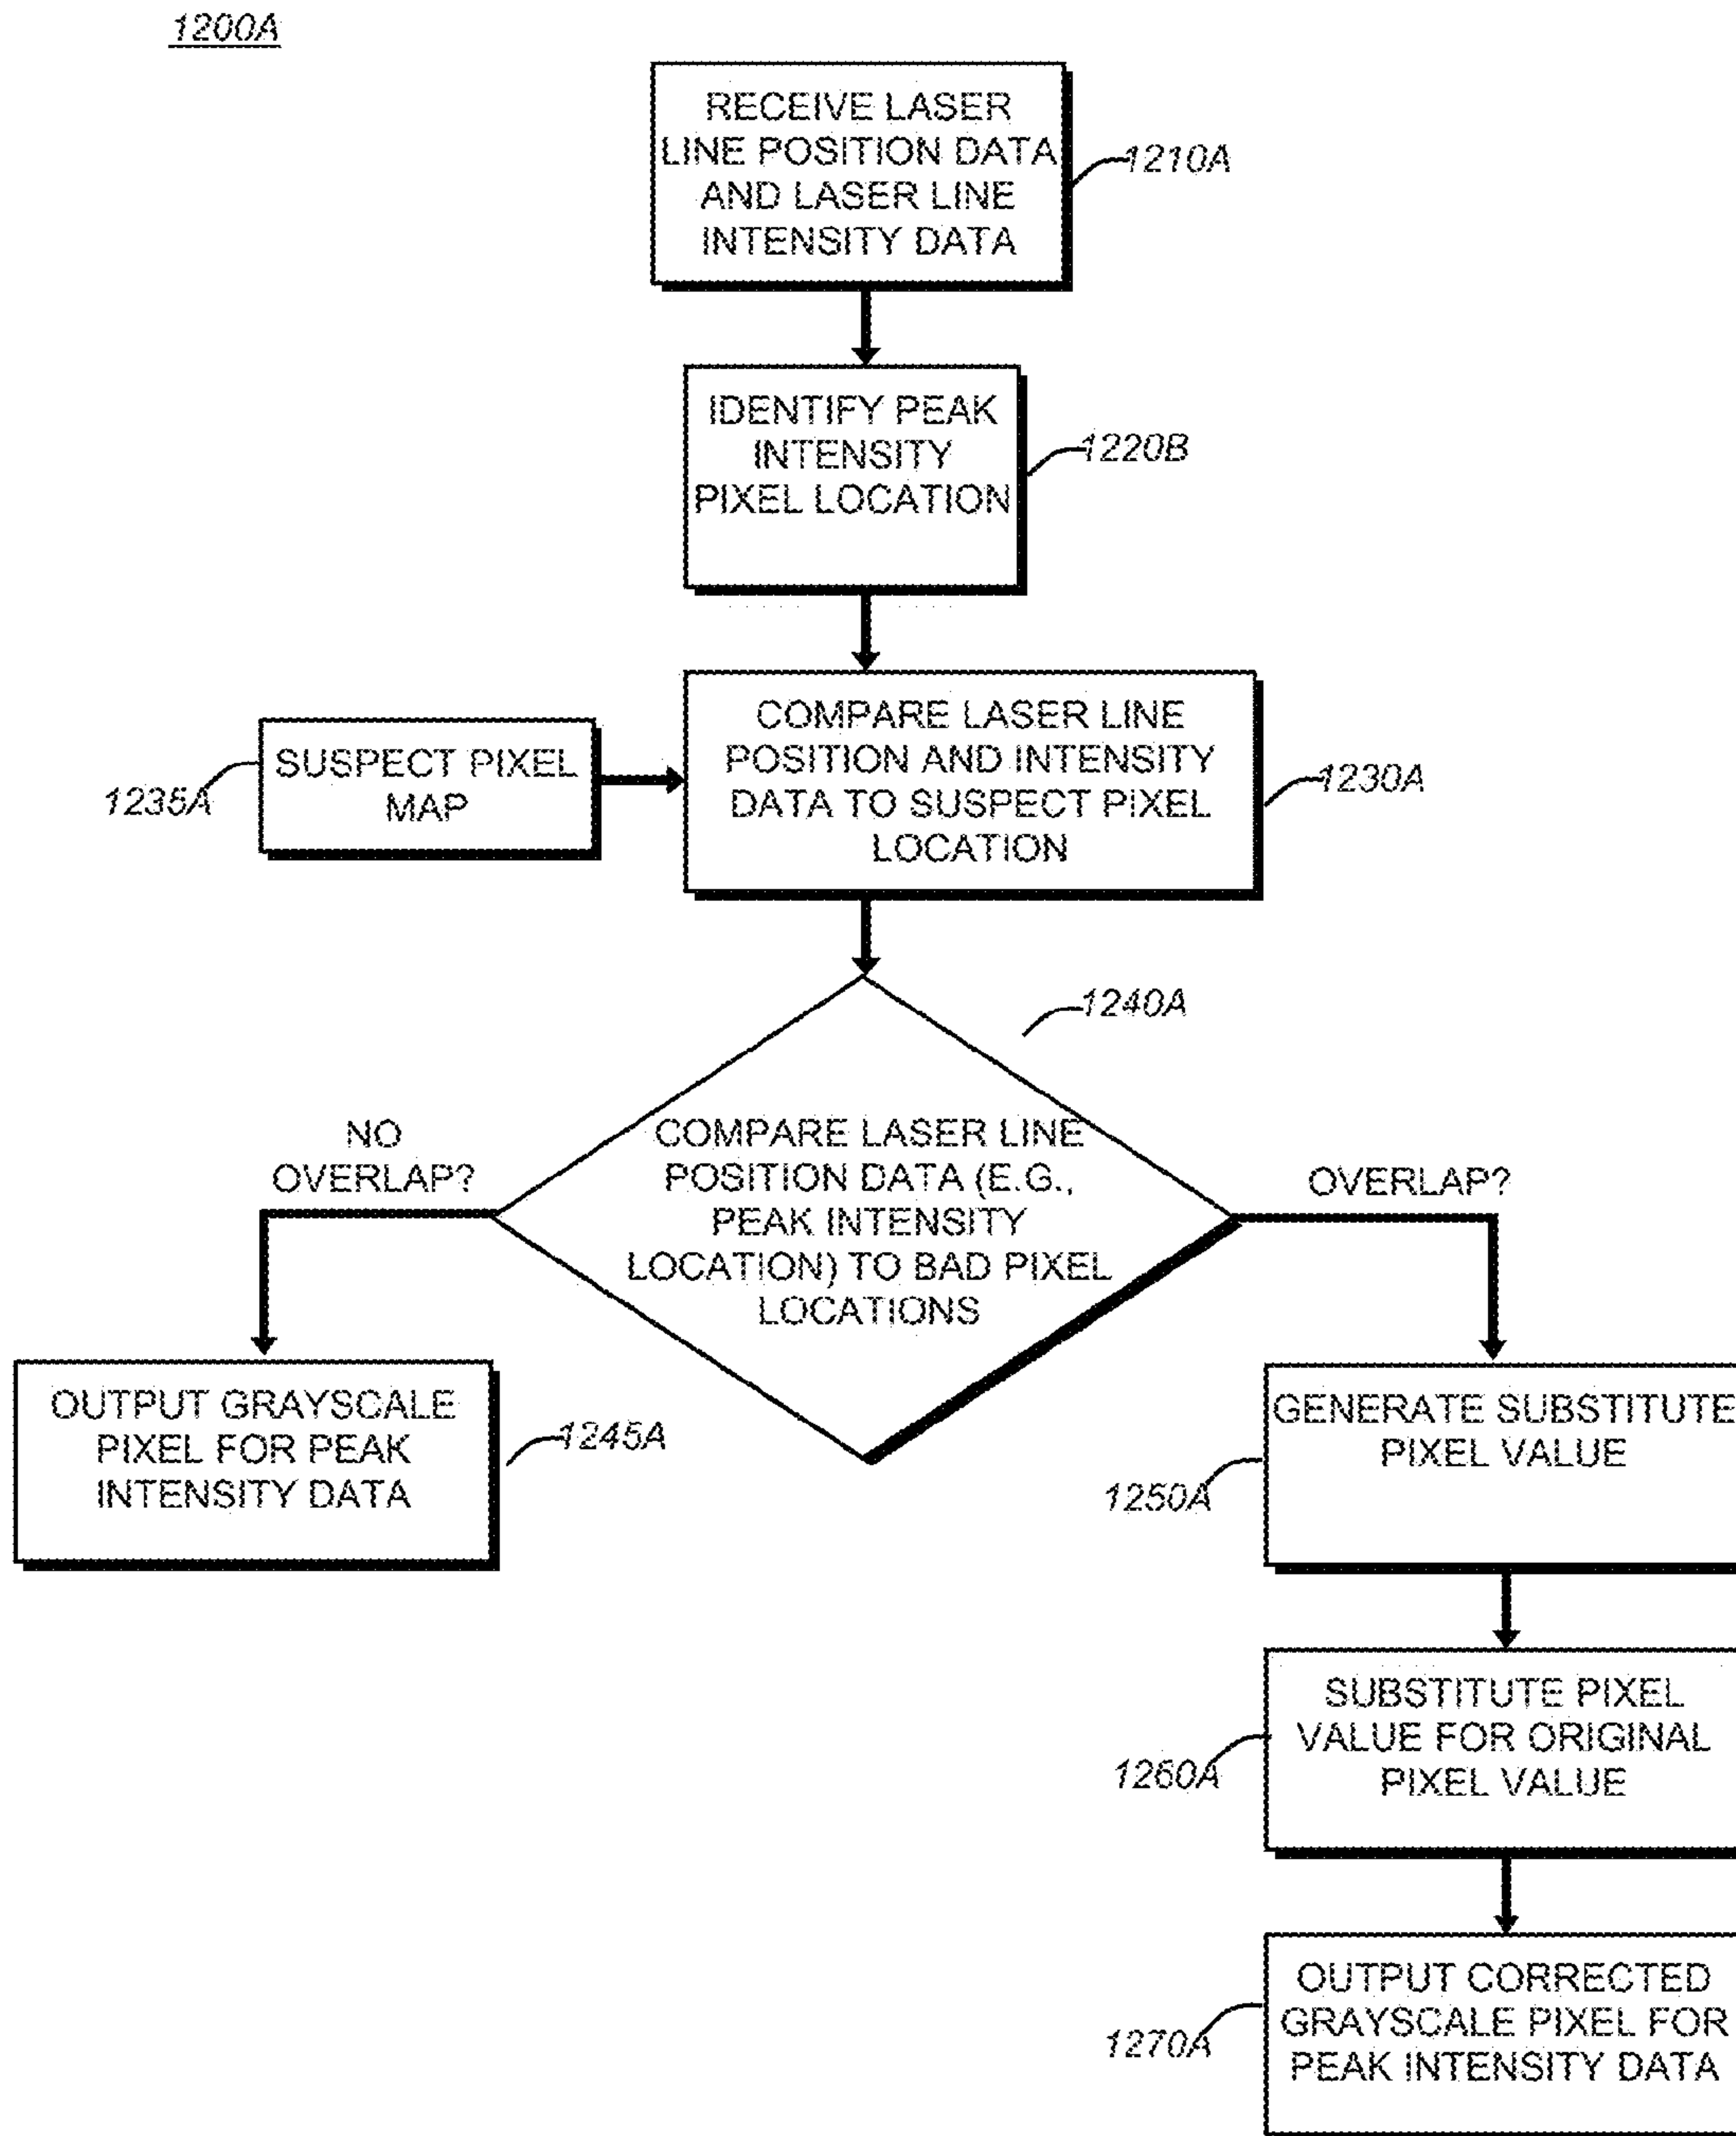 1200A
RECEIVE LASER
LINE POSITION DATA
AND LASER LINE
INTENSITY DATA
1210A
IDENTIFY PEAK
INTENSITY
PIXEL LOCATION
1220B
COMPARE LASER LINE
POSITION AND INTENSITY
DATA TO SUSPECT PIXEL
LOCATION
1230A
SUSPECT PIXEL
MAP
1235A
1240A
COMPARE LASER LINE
POSITION DATA (E.G.,
PEAK INTENSITY
LOCATION) TO BAD PIXEL
LOCATIONS
NO
OVERLAP?
OVERLAP?
OUTPUT GRAYSCALE
PIXEL FOR PEAK
INTENSITY DATA
1245A
GENERATE SUBSTITUTE
PIXEL VALUE
1250A
SUBSTITUTE PIXEL
VALUE FOR ORIGINAL
PIXEL VALUE
1260A
OUTPUT CORRECTED
GRAYSCALE PIXEL FOR
PEAK INTENSITY DATA
1270A